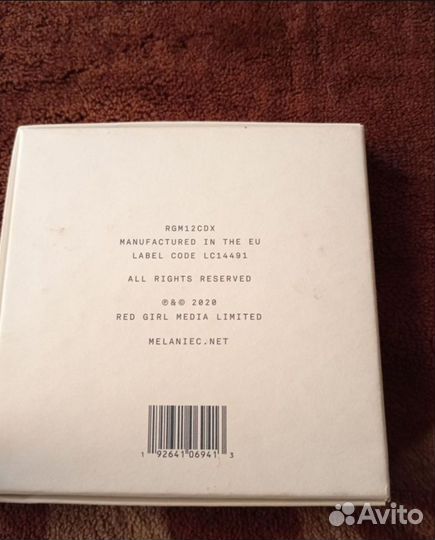 RGM12CDX
MANUFACTURED IN THE EU
LABEL CODE LC14491
ALL RIGHTS RESERVED
℗&© 2020
RED GIRL MEDIA LIMITED
MELANIEC.NET
1 92641 06941 3
Avito